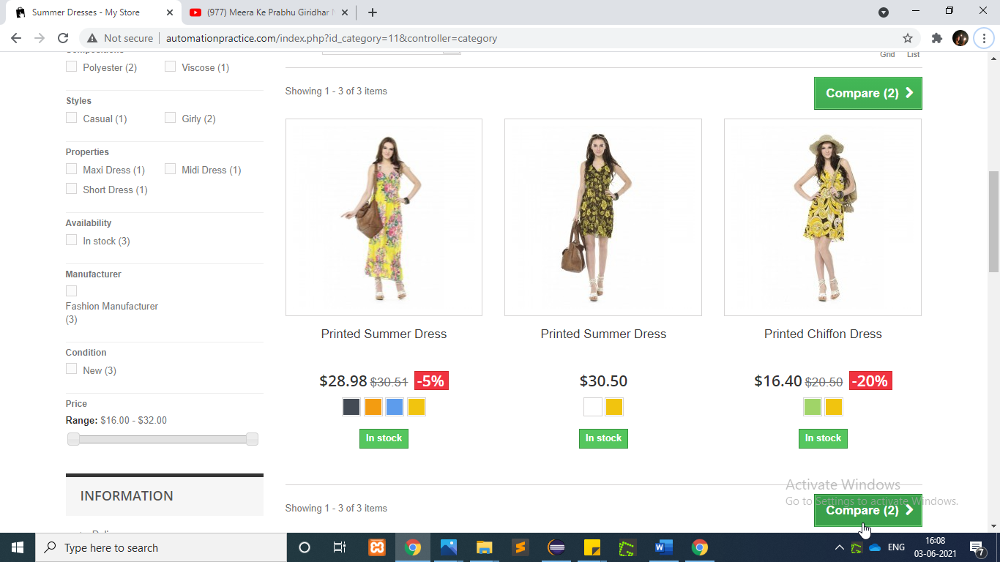 Summer Dresses - My Store
(977) Meera Ke Prabhu Giridhar
Not secure | automationpractice.com/index.php?id_category=11&controller=category
Grid List
Polyester (2) Viscose (1)
Styles
Casual (1) Girly (2)
Properties
Maxi Dress (1) Midi Dress (1)
Short Dress (1)
Availability
In stock (3)
Manufacturer
Fashion Manufacturer
(3)
Condition
New (3)
Price
Range: $16.00 - $32.00
INFORMATION
Showing 1 - 3 of 3 items
Compare (2)
Printed Summer Dress
$28.98 $30.51 -5%
In stock
Printed Summer Dress
$30.50
In stock
Printed Chiffon Dress
$16.40 $20.50 -20%
In stock
Showing 1 - 3 of 3 items
Compare (2)
Activate Windows
Go to Settings to activate Windows.
Type here to search
ENG
16:08
03-06-2021
7